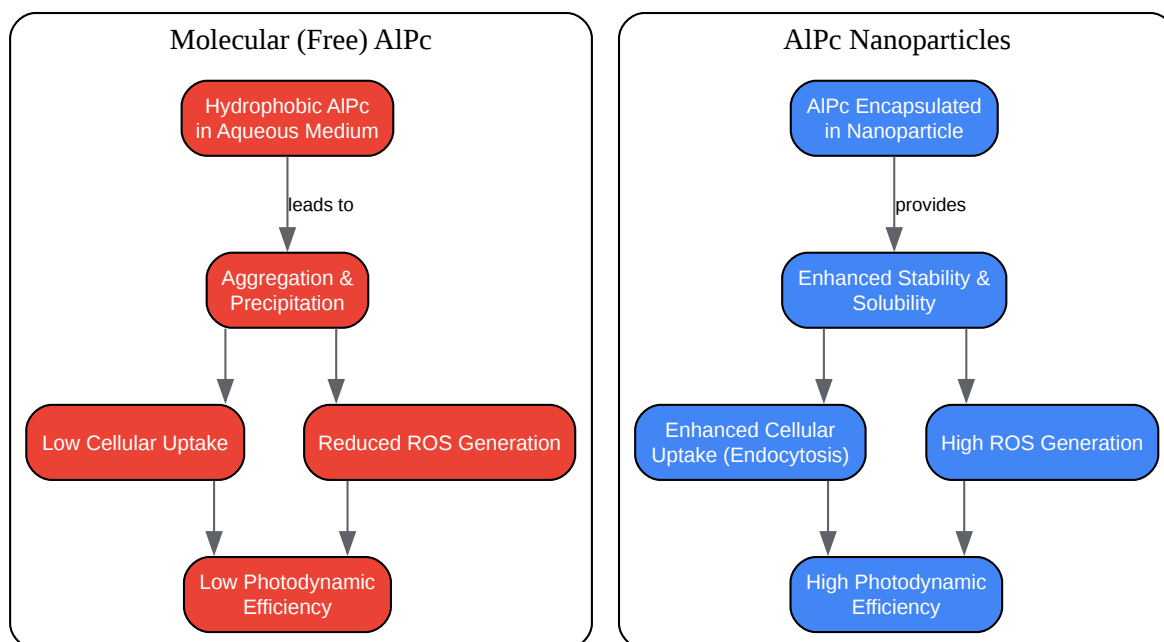 Molecular (Free) AlPc
Hydrophobic AlPc
in Aqueous Medium
leads to
Aggregation &
Precipitation
Low Cellular Uptake
Reduced ROS Generation
Low Photodynamic
Efficiency
AlPc Nanoparticles
AlPc Encapsulated
in Nanoparticle
provides
Enhanced Stability &
Solubility
Enhanced Cellular
Uptake (Endocytosis)
High ROS Generation
High Photodynamic
Efficiency